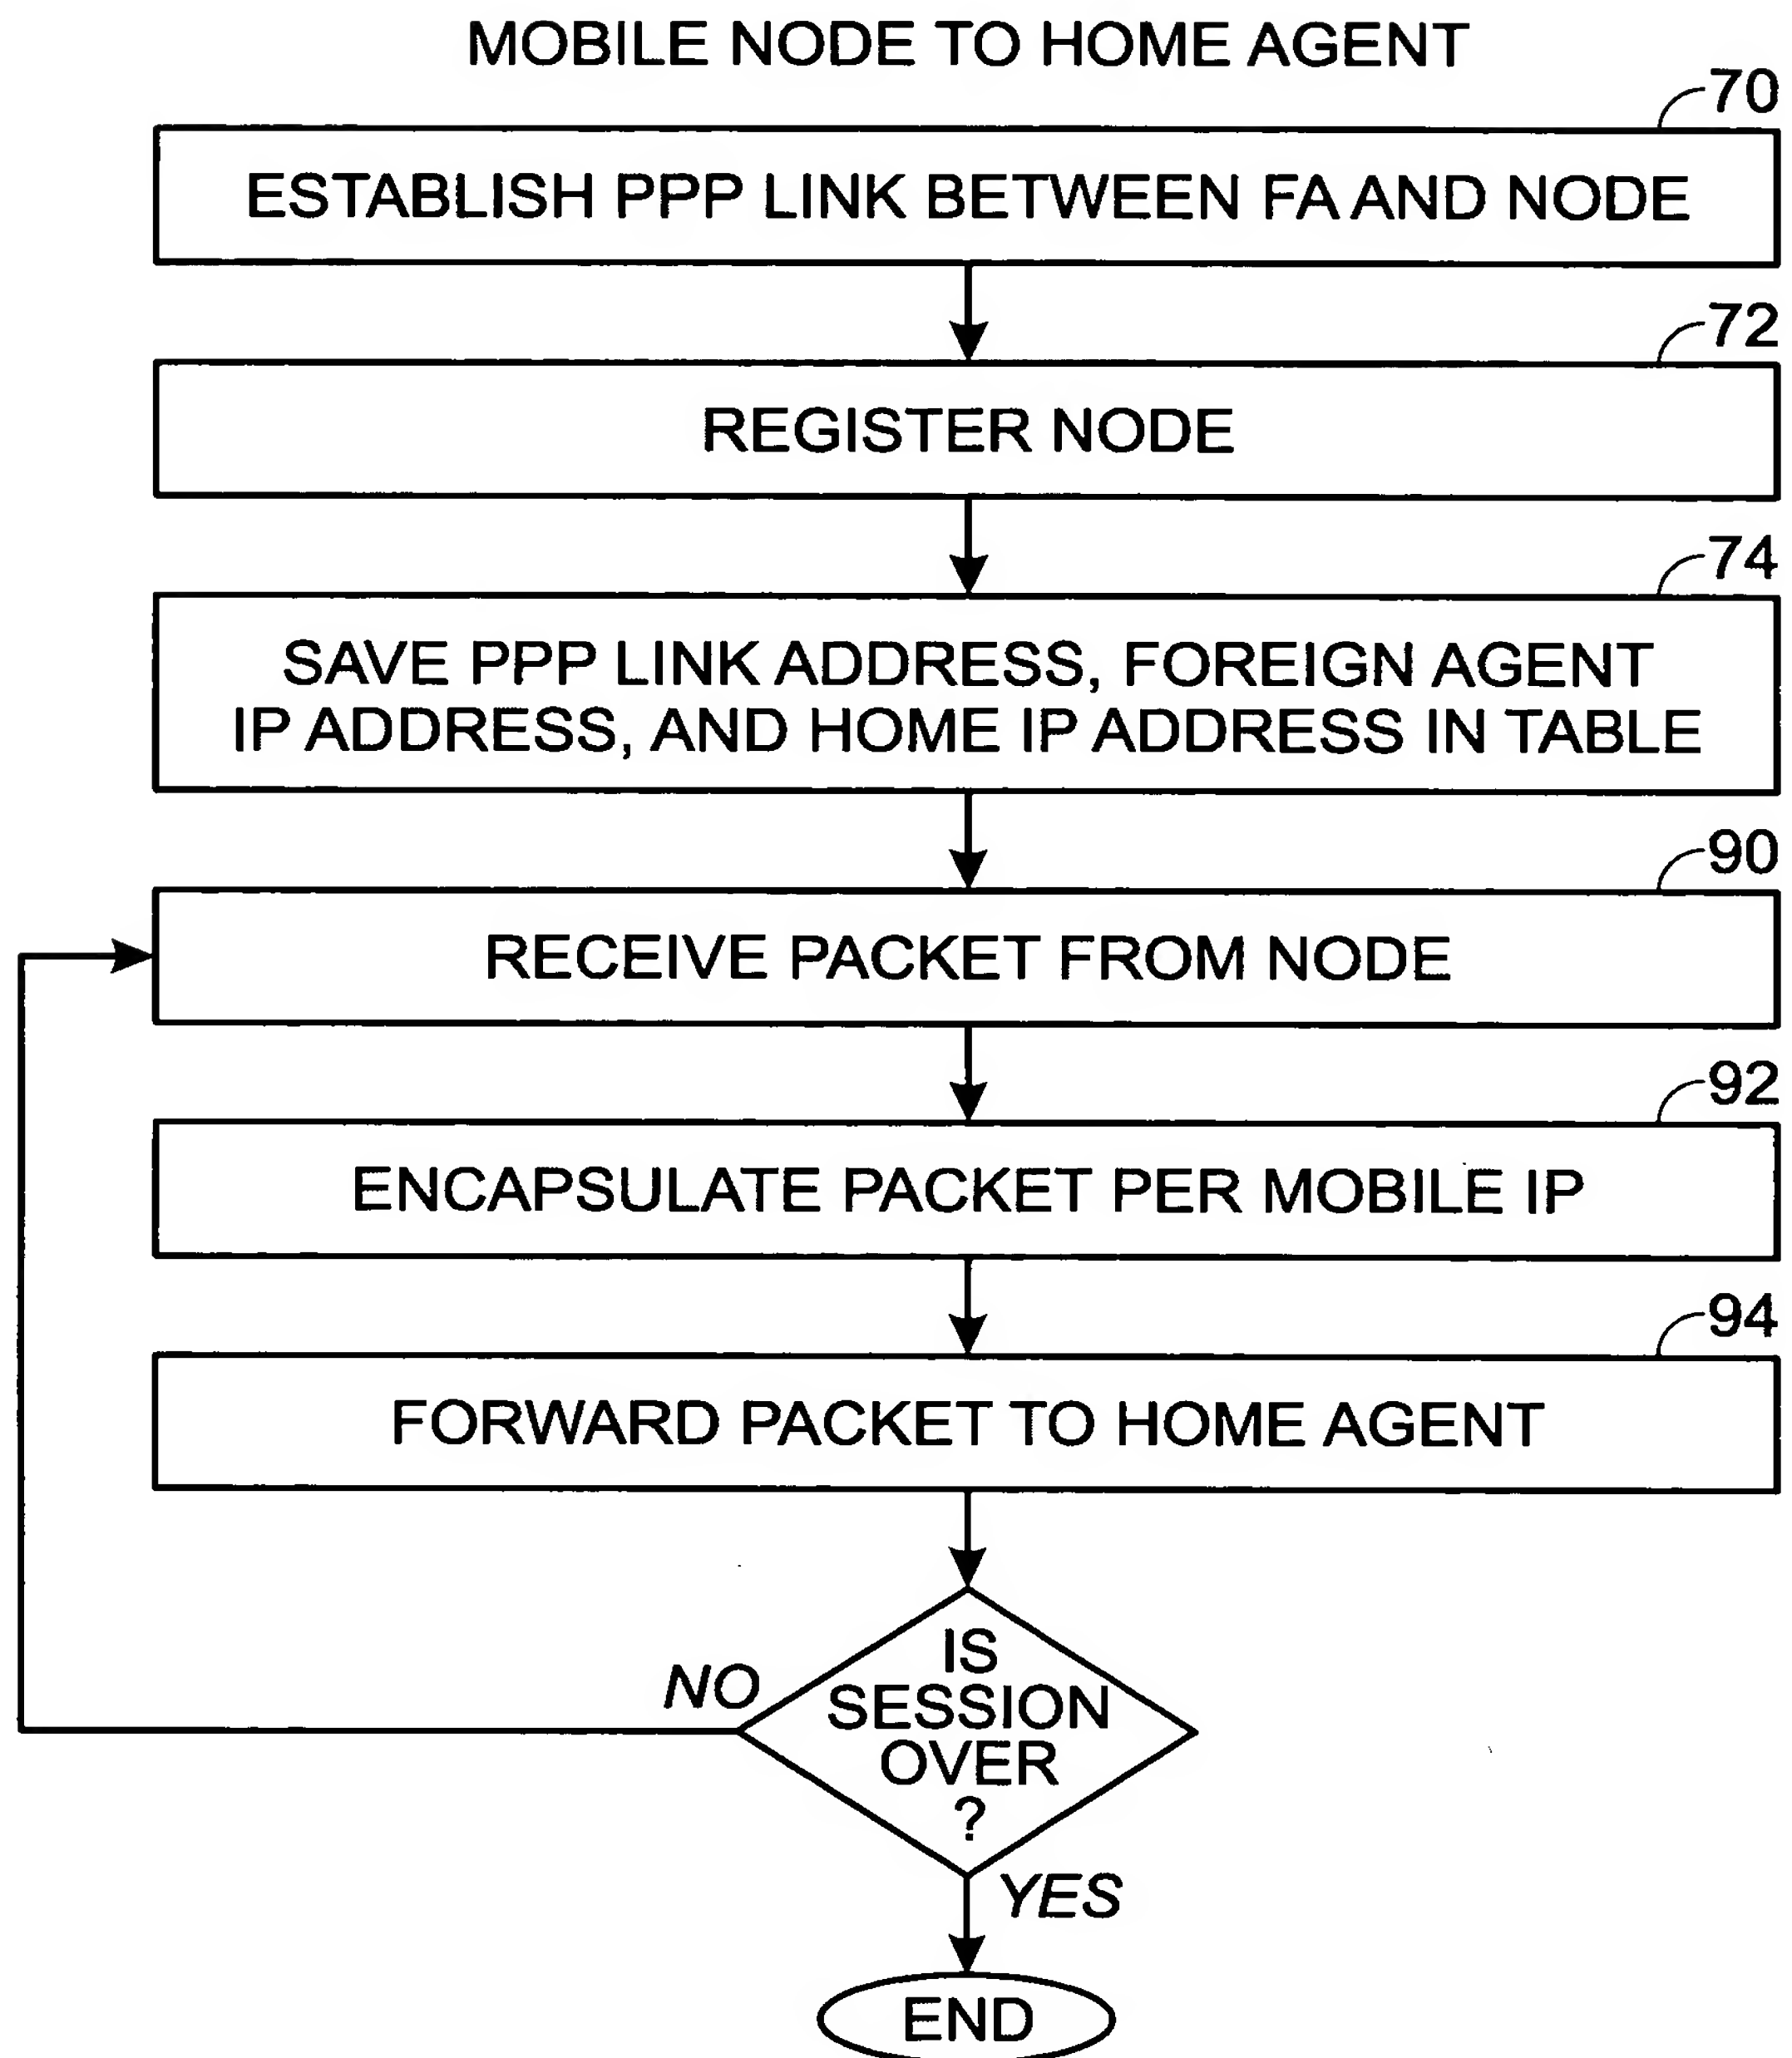 MOBILE NODE TO HOME AGENT
70
ESTABLISH PPP LINK BETWEEN FA AND NODE
72
REGISTER NODE
74
SAVE PPP LINK ADDRESS, FOREIGN AGENT
IP ADDRESS, AND HOME IP ADDRESS IN TABLE
90
RECEIVE PACKET FROM NODE
92
ENCAPSULATE PACKET PER MOBILE IP
94
FORWARD PACKET TO HOME AGENT
IS
SESSION
OVER
?
NO
YES
END